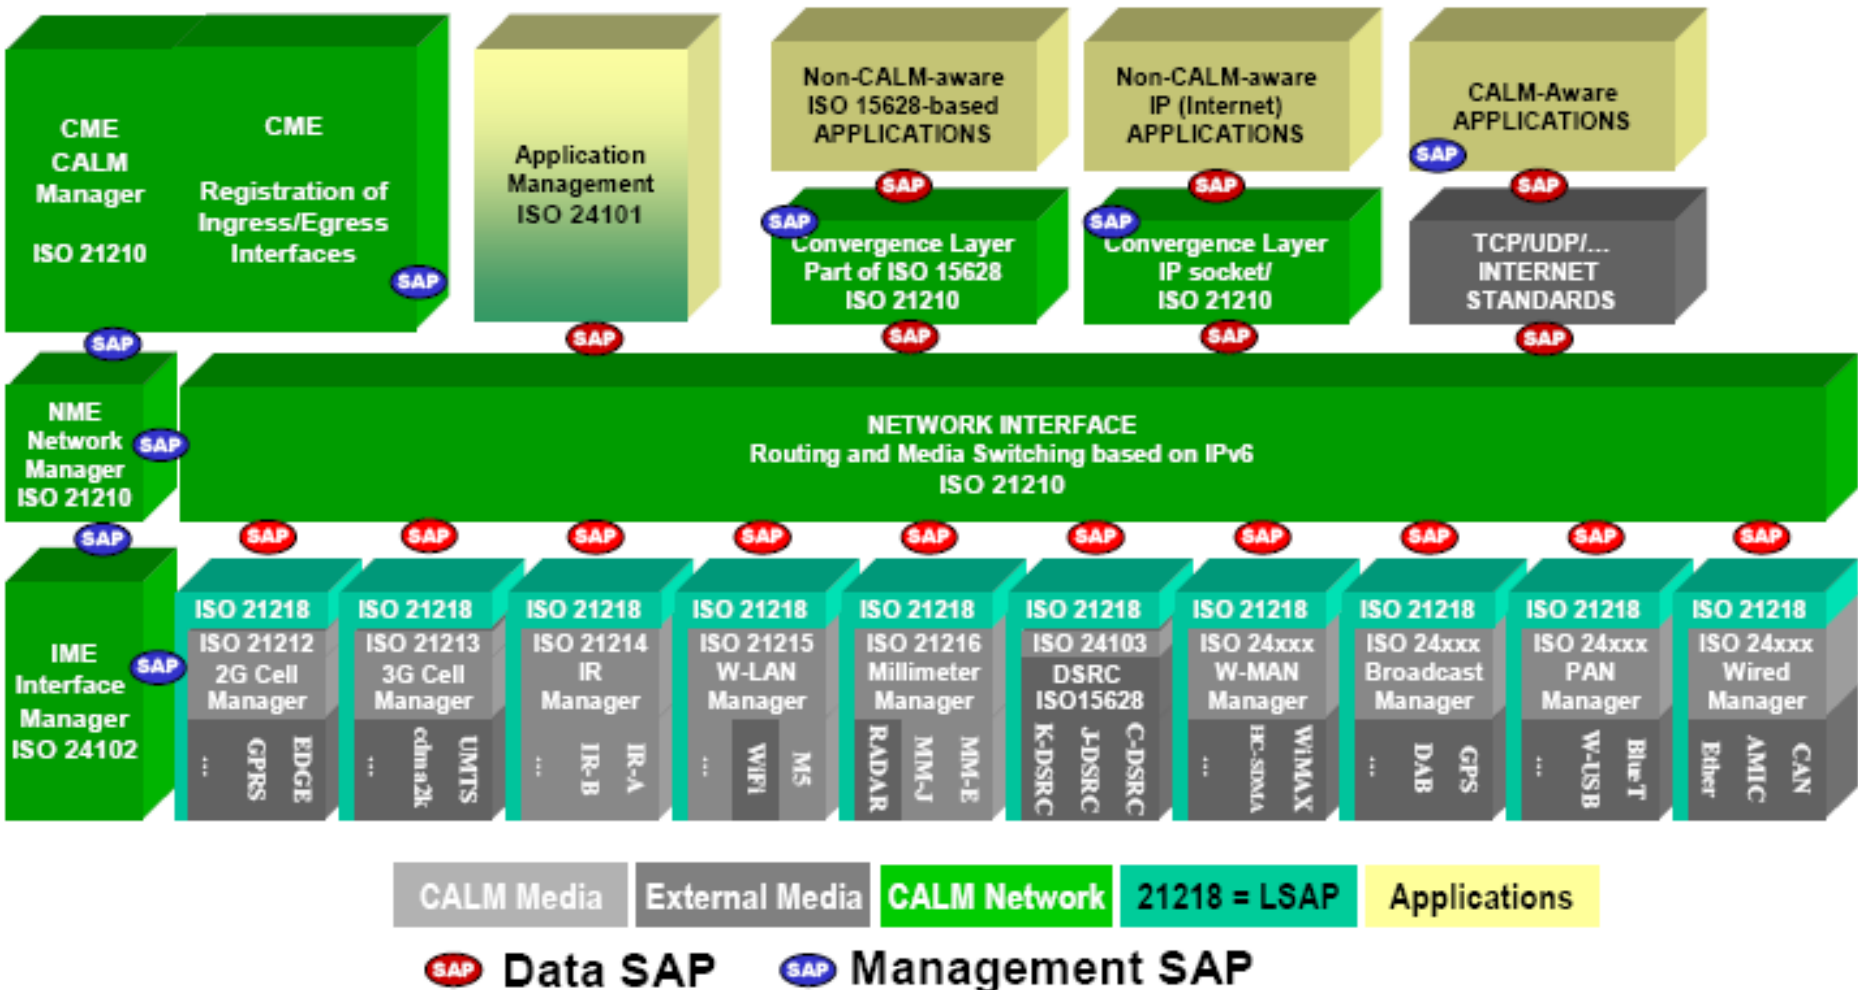 CME
CALM
Manager
ISO 21210
CME
Registration of
Ingress/Egress
Interfaces
SAP
SAP
Application
Management
ISO 24101
SAP
Non-CALM-aware
ISO 15628-based
APPLICATIONS
SAP
SAP
Convergence Layer
Part of ISO 15628
ISO 21210
SAP
Non-CALM-aware
IP (Internet)
APPLICATIONS
SAP
SAP
Convergence Layer
IP socket/
ISO 21210
SAP
CALM-Aware
APPLICATIONS
SAP
SAP
TCP/UDP/...
INTERNET
STANDARDS
SAP
NME
Network
Manager
ISO 21210
SAP
SAP
NETWORK INTERFACE
Routing and Media Switching based on IPv6
ISO 21210
SAP
SAP
SAP
SAP
SAP
SAP
SAP
SAP
SAP
SAP
IME
Interface
Manager
ISO 24102
SAP
ISO 21218
ISO 21212
2G Cell
Manager
...
GPRS
EDGE
ISO 21218
ISO 21213
3G Cell
Manager
...
cdma2k
UMTS
ISO 21218
ISO 21214
IR
Manager
...
IR-B
IR-A
ISO 21218
ISO 21215
W-LAN
Manager
...
WiFi
M5
ISO 21218
ISO 21216
Millimeter
Manager
RADAR
MM-J
MM-E
ISO 21218
ISO 24103
DSRC
ISO15628
K-DSRC
J-DSRC
C-DSRC
ISO 21218
ISO 24xxx
W-MAN
Manager
...
HC-SDMA
WiMAX
ISO 21218
ISO 24xxx
Broadcast
Manager
...
DAB
GPS
ISO 21218
ISO 24xxx
PAN
Manager
...
W-USB
BlueT
ISO 21218
ISO 24xxx
Wired
Manager
Ether
AMIC
CAN
CALM Media
External Media
CALM Network
21218 = LSAP
Applications
SAP Data SAP
SAP Management SAP